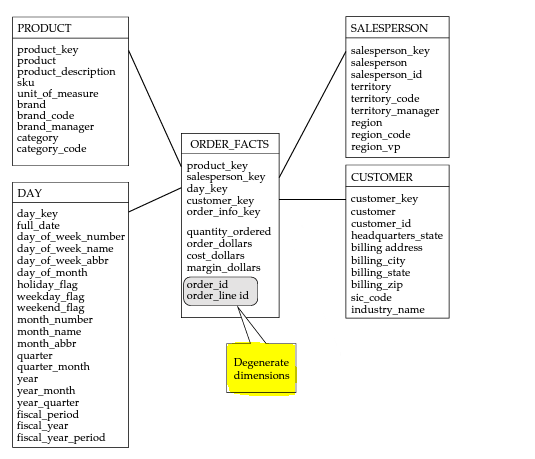 PRODUCT
product_key
product
product_description
sku
unit_of_measure
brand
brand_code
brand_manager
category
category_code
DAY
day_key
full_date
day_of_week_number
day_of_week_name
day_of_week_abbr
day_of_month
holiday_flag
weekday_flag
weekend_flag
month_number
month_name
month_abbr
quarter
quarter_month
year
year_month
year_quarter
fiscal_period
fiscal_year
fiscal_year_period
ORDER_FACTS
product_key
salesperson_key
day_key
customer_key
order_info_key
quantity_ordered
order_dollars
cost_dollars
margin_dollars
order_id
order_line id
Degenerate
dimensions
SALESPERSON
salesperson_key
salesperson
salesperson_id
territory
territory_code
territory_manager
region
region_code
region_vp
CUSTOMER
customer_key
customer
customer_id
headquarters_state
billing address
billing_city
billing_state
billing_zip
sic_code
industry_name